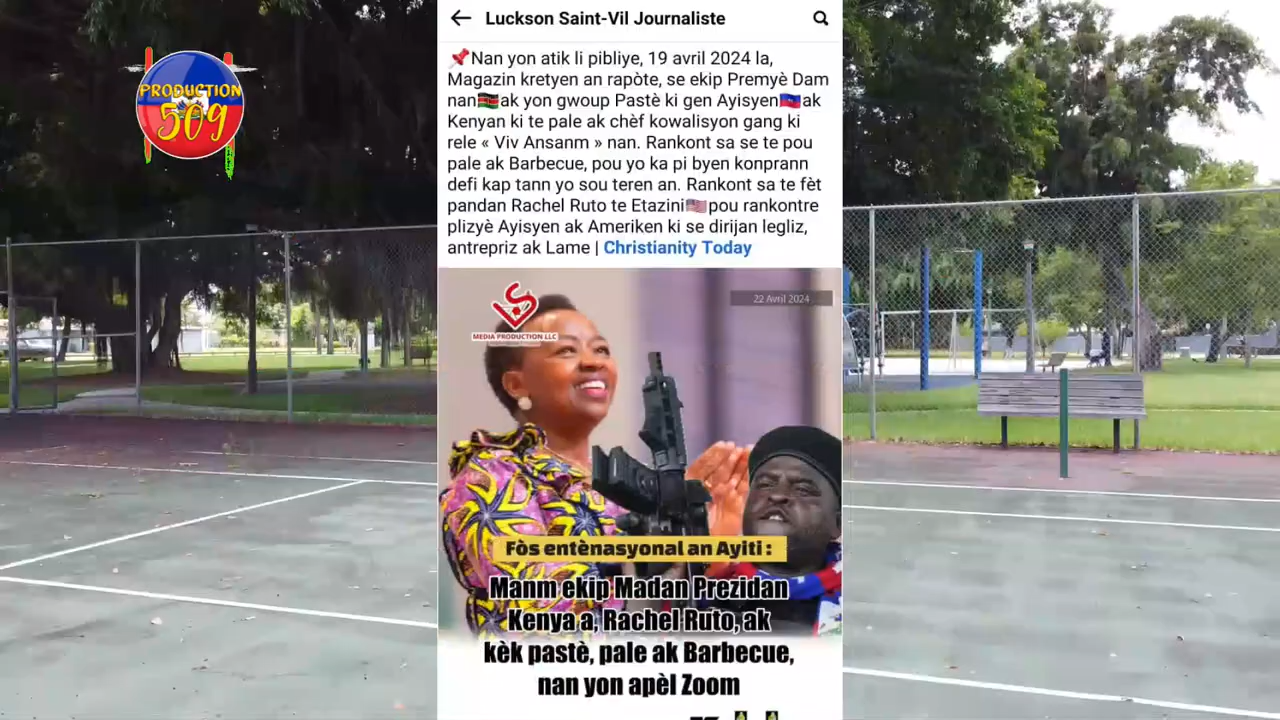 Luckson Saint-Vil Journaliste
📌Nan yon atik li pibliye, 19 avril 2024 la,
Magazin kretyen an rapòte, se ekip Premyè Dam
nan🇰🇪ak yon gwoup Pastè ki gen Ayisyen🇭🇹ak
Kenyan ki te pale ak chèf kowalisyon gang ki
rele « Viv Ansanm » nan. Rankont sa se te pou
pale ak Barbecue, pou yo ka pi byen konprann
defi kap tann yo sou teren an. Rankont sa te fèt
pandan Rachel Ruto te Etazini🇺🇸pou rankontre
plizyè Ayisyen ak Ameriken ki se dirijan legliz,
antrepriz ak Lame | Christianity Today
PRODUCTION
509
LS
MEDIA PRODUCTION LLC
22 Avril 2024
Fòs entènasyonal an Ayiti :
Manm ekip Madan Prezidan
Kenya a, Rachel Ruto, ak
kèk pastè, pale ak Barbecue,
nan yon apèl Zoom